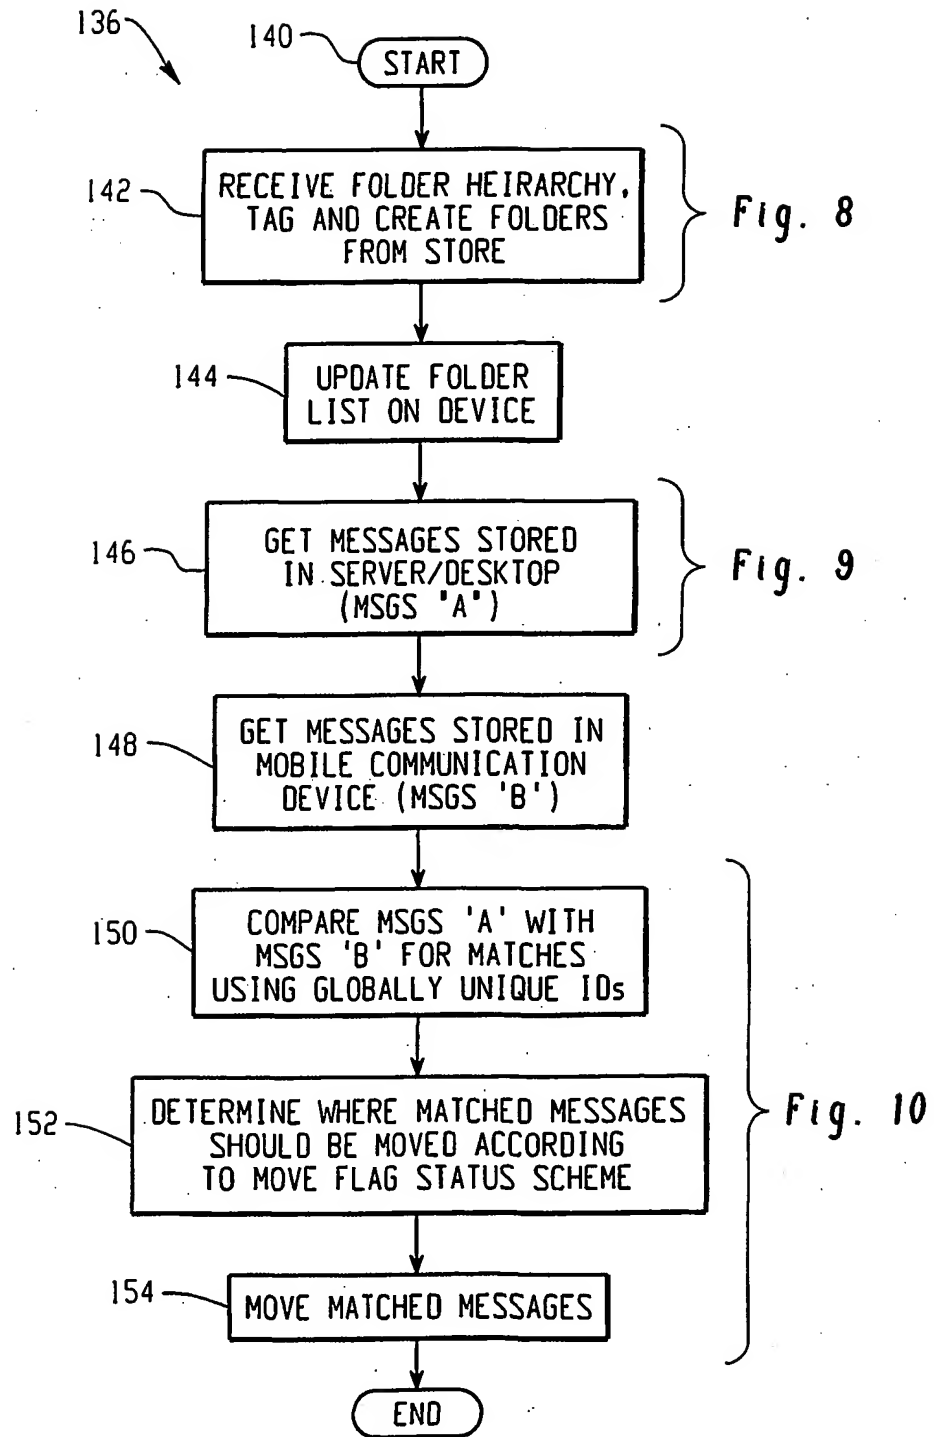 136
140
START
142
RECEIVE FOLDER HEIRARCHY,
TAG AND CREATE FOLDERS
FROM STORE
Fig. 8
144
UPDATE FOLDER
LIST ON DEVICE
146
GET MESSAGES STORED
IN SERVER/DESKTOP
(MSGS "A")
Fig. 9
148
GET MESSAGES STORED IN
MOBILE COMMUNICATION
DEVICE (MSGS 'B')
150
COMPARE MSGS 'A' WITH
MSGS 'B' FOR MATCHES
USING GLOBALLY UNIQUE IDs
152
DETERMINE WHERE MATCHED MESSAGES
SHOULD BE MOVED ACCORDING
TO MOVE FLAG STATUS SCHEME
Fig. 10
154
MOVE MATCHED MESSAGES
END